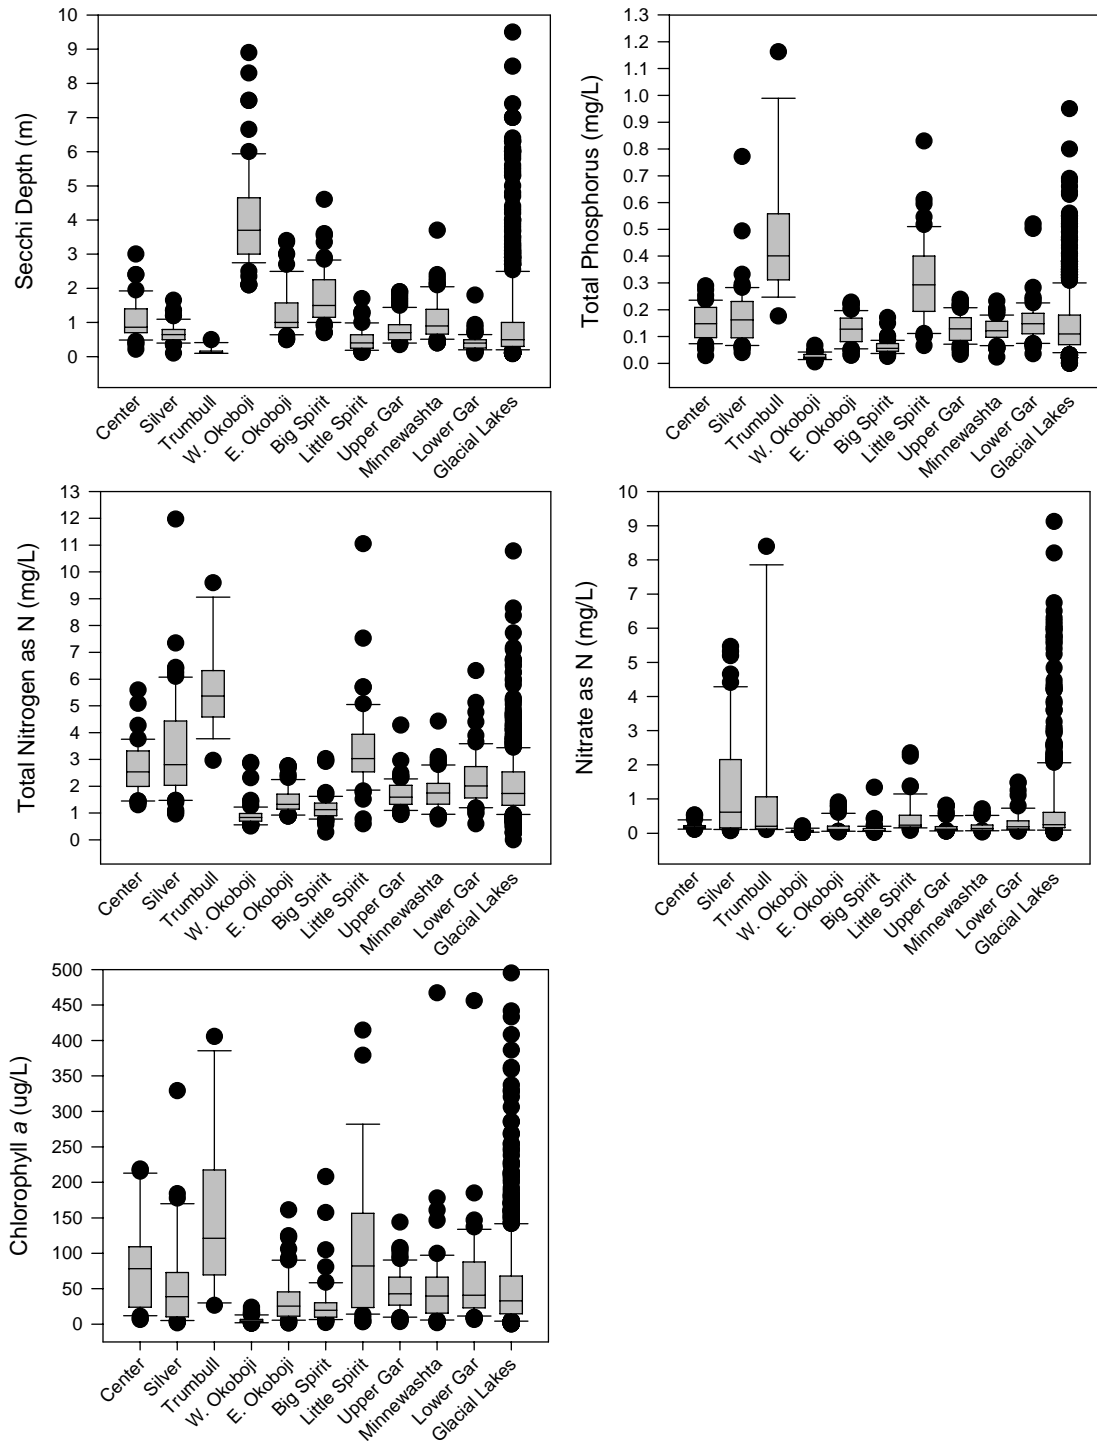 Secchi Depth (m)
10
9
8
7
6
5
4
3
2
1
0
Center
Silver
Trumbull
W. Okoboji
E. Okoboji
Big Spirit
Little Spirit
Upper Gar
Minnewashta
Lower Gar
Glacial Lakes
Total Phosphorus (mg/L)
1.3
1.2
1.1
1.0
0.9
0.8
0.7
0.6
0.5
0.4
0.3
0.2
0.1
0.0
Center
Silver
Trumbull
W. Okoboji
E. Okoboji
Big Spirit
Little Spirit
Upper Gar
Minnewashta
Lower Gar
Glacial Lakes
Total Nitrogen as N (mg/L)
13
12
11
10
9
8
7
6
5
4
3
2
1
0
Center
Silver
Trumbull
W. Okoboji
E. Okoboji
Big Spirit
Little Spirit
Upper Gar
Minnewashta
Lower Gar
Glacial Lakes
Nitrate as N (mg/L)
10
9
8
7
6
5
4
3
2
1
0
Center
Silver
Trumbull
W. Okoboji
E. Okoboji
Big Spirit
Little Spirit
Upper Gar
Minnewashta
Lower Gar
Glacial Lakes
Chlorophyll a (ug/L)
500
450
400
350
300
250
200
150
100
50
0
Center
Silver
Trumbull
W. Okoboji
E. Okoboji
Big Spirit
Little Spirit
Upper Gar
Minnewashta
Lower Gar
Glacial Lakes